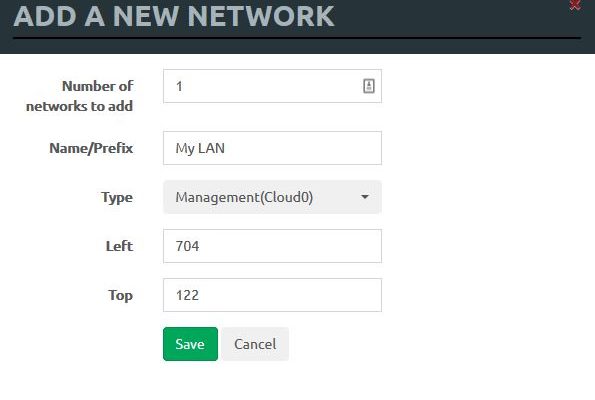 ADD A NEW NETWORK
Number of
networks to add
1
Name/Prefix
My LAN
Type
Management(Cloud0)
Left
704
Top
122
Save
Cancel